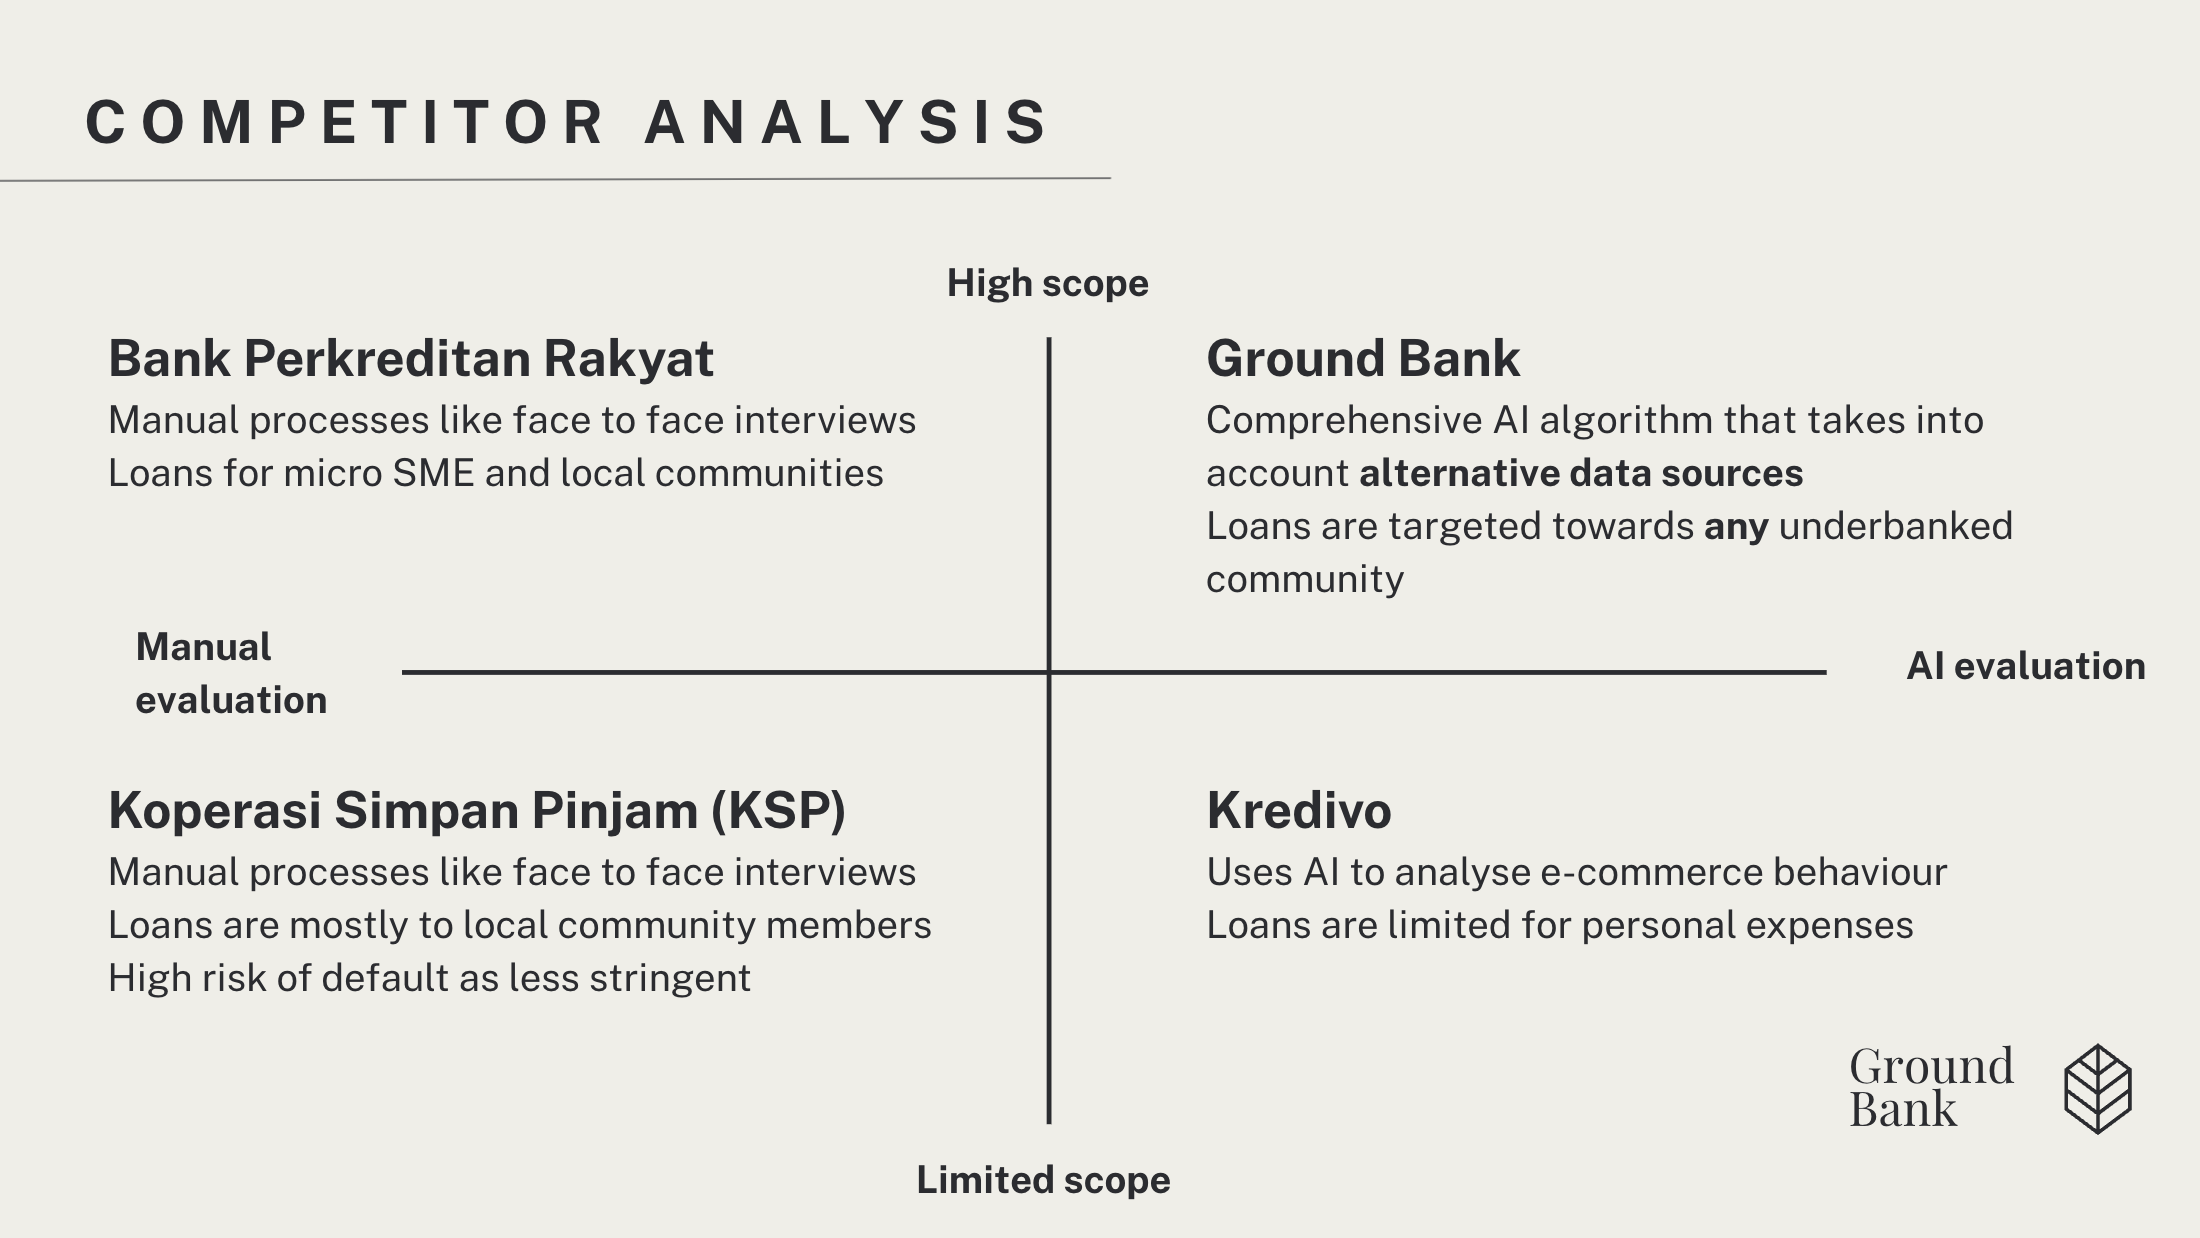 COMPETITOR ANALYSIS
High scope
Bank Perkreditan Rakyat
Manual processes like face to face interviews
Loans for micro SME and local communities
Ground Bank
Comprehensive AI algorithm that takes into
account alternative data sources
Loans are targeted towards any underbanked
community
Manual
evaluation
AI evaluation
Koperasi Simpan Pinjam (KSP)
Manual processes like face to face interviews
Loans are mostly to local community members
High risk of default as less stringent
Kredivo
Uses AI to analyse e-commerce behaviour
Loans are limited for personal expenses
Ground
Bank
Limited scope